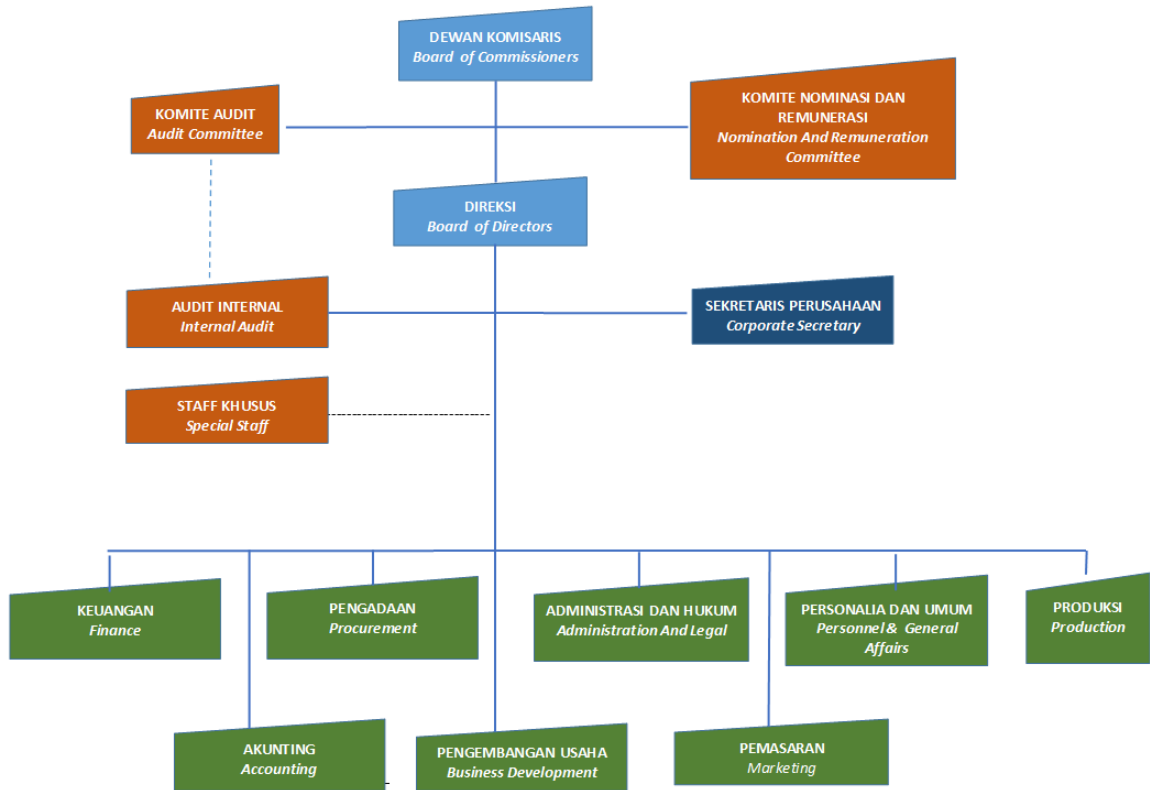 DEWAN KOMISARIS
Board of Commissioners
KOMITE AUDIT
Audit Committee
KOMITE NOMINASI DAN
REMUNERASI
Nomination And Remuneration
Committee
DIREKSI
Board of Directors
AUDIT INTERNAL
Internal Audit
SEKRETARIS PERUSAHAAN
Corporate Secretary
STAFF KHUSUS
Special Staff
KEUANGAN
Finance
PENGADAAN
Procurement
ADMINISTRASI DAN HUKUM
Administration And Legal
PERSONALIA DAN UMUM
Personnel & General
Affairs
PRODUKSI
Production
AKUNTING
Accounting
PENGEMBANGAN USAHA
Business Development
PEMASARAN
Marketing